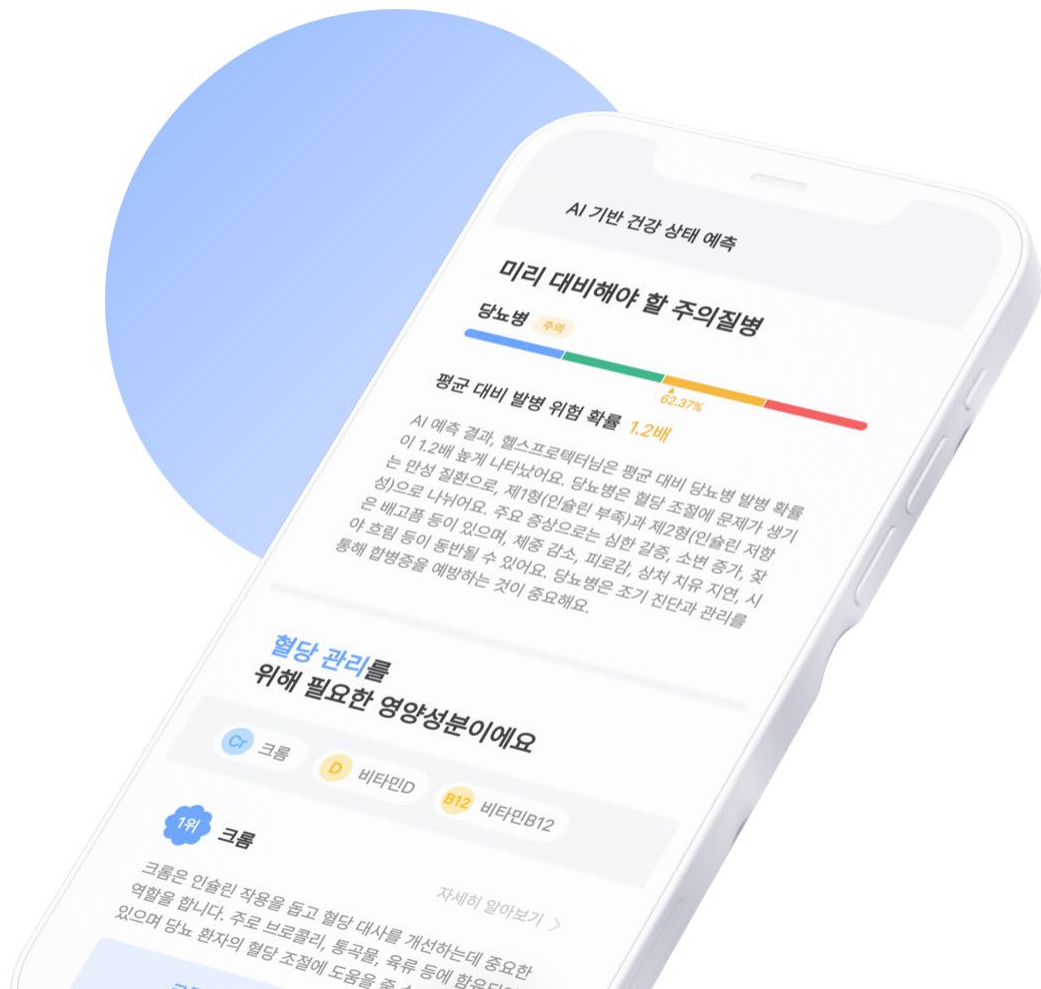 AI 기반 건강 상태 예측
미리 대비해야 할 주의질병
당뇨병 주의
62.37%
평균 대비 발병 위험 확률 1.2배
AI 예측 결과, 헬스프로텍터님은 평균 대비 당뇨병 발병 확률
이 1.2배 높게 나타났어요. 당뇨병은 혈당 조절에 문제가 생기
는 만성 질환으로, 제1형(인슐린 부족)과 제2형(인슐린 저항
성)으로 나뉘어요. 주요 증상으로는 심한 갈증, 소변 증가, 잦
은 배고픔 등이 있으며, 체중 감소, 피로감, 상처 치유 지연, 시
야 흐림 등이 동반될 수 있어요. 당뇨병은 조기 진단과 관리를
통해 합병증을 예방하는 것이 중요해요.
혈당 관리를
위해 필요한 영양성분이에요
Cr 크롬
D 비타민D
B12 비타민B12
1위 크롬
자세히 알아보기 >
크롬은 인슐린 작용을 돕고 혈당 대사를 개선하는데 중요한
역할을 합니다. 주로 브로콜리, 통곡물, 육류 등에
있으며 당뇨 환자의 혈당 조절에 도움을